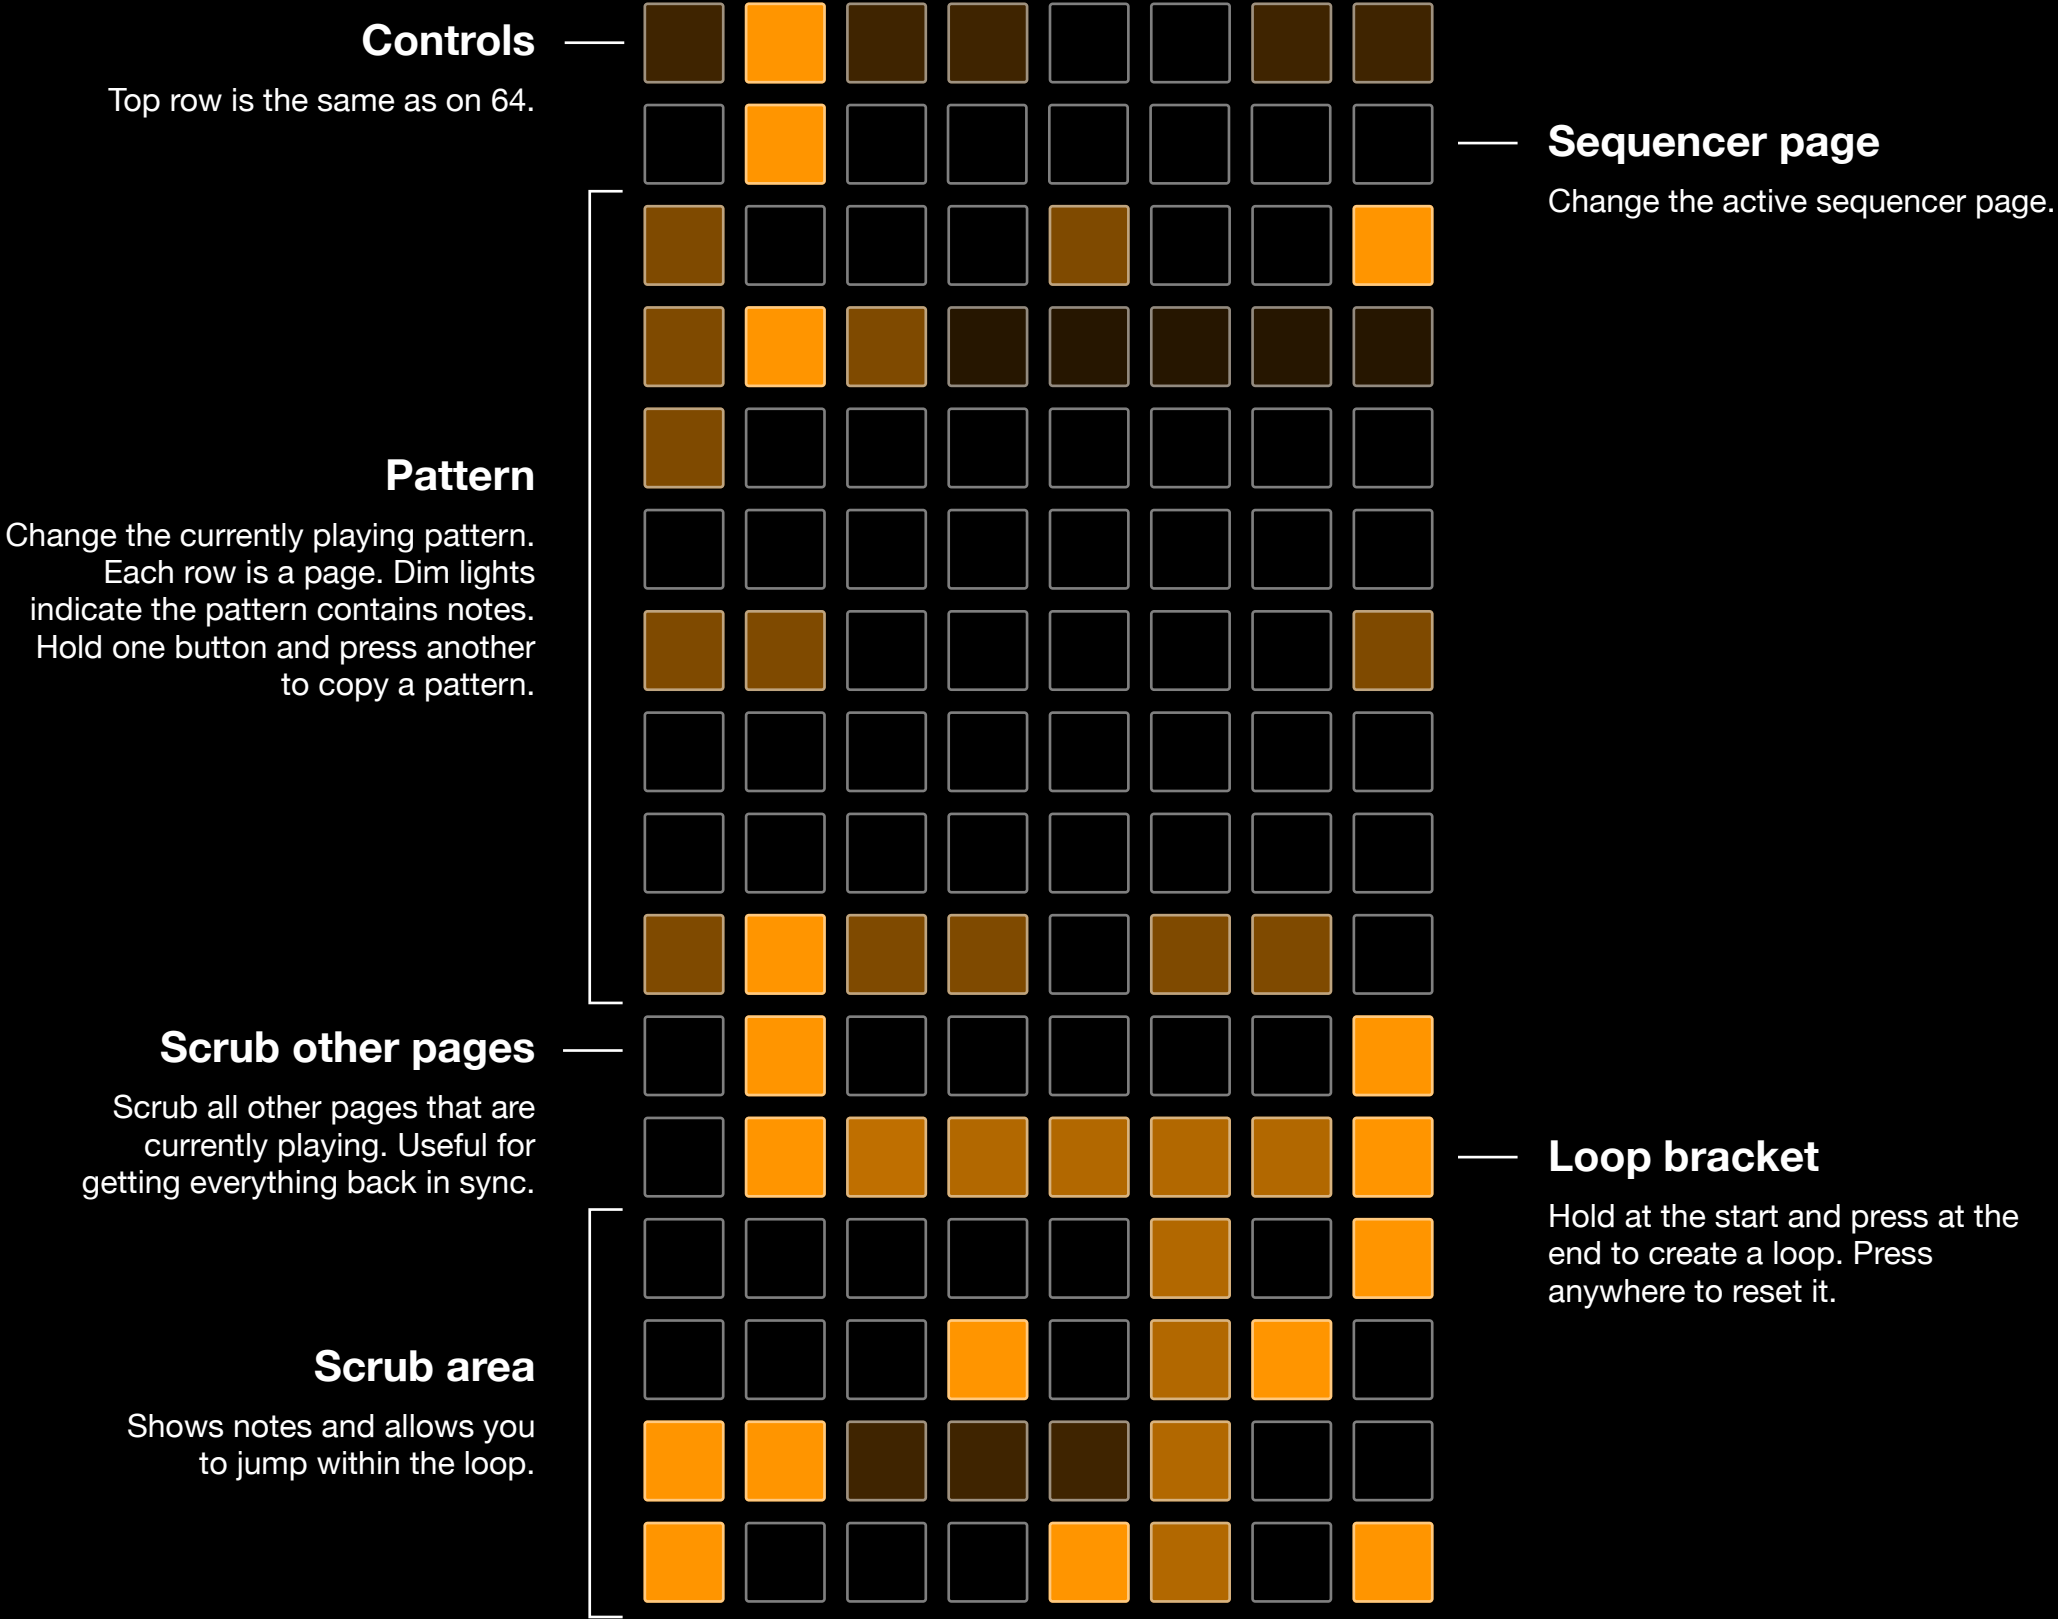 Controls
Top row is the same as on 64.
Sequencer page
Change the active sequencer page.
Pattern
Change the currently playing pattern.
Each row is a page. Dim lights
indicate the pattern contains notes.
Hold one button and press another
to copy a pattern.
Scrub other pages
Scrub all other pages that are
currently playing. Useful for
getting everything back in sync.
Loop bracket
Hold at the start and press at the
end to create a loop. Press
anywhere to reset it.
Scrub area
Shows notes and allows you
to jump within the loop.